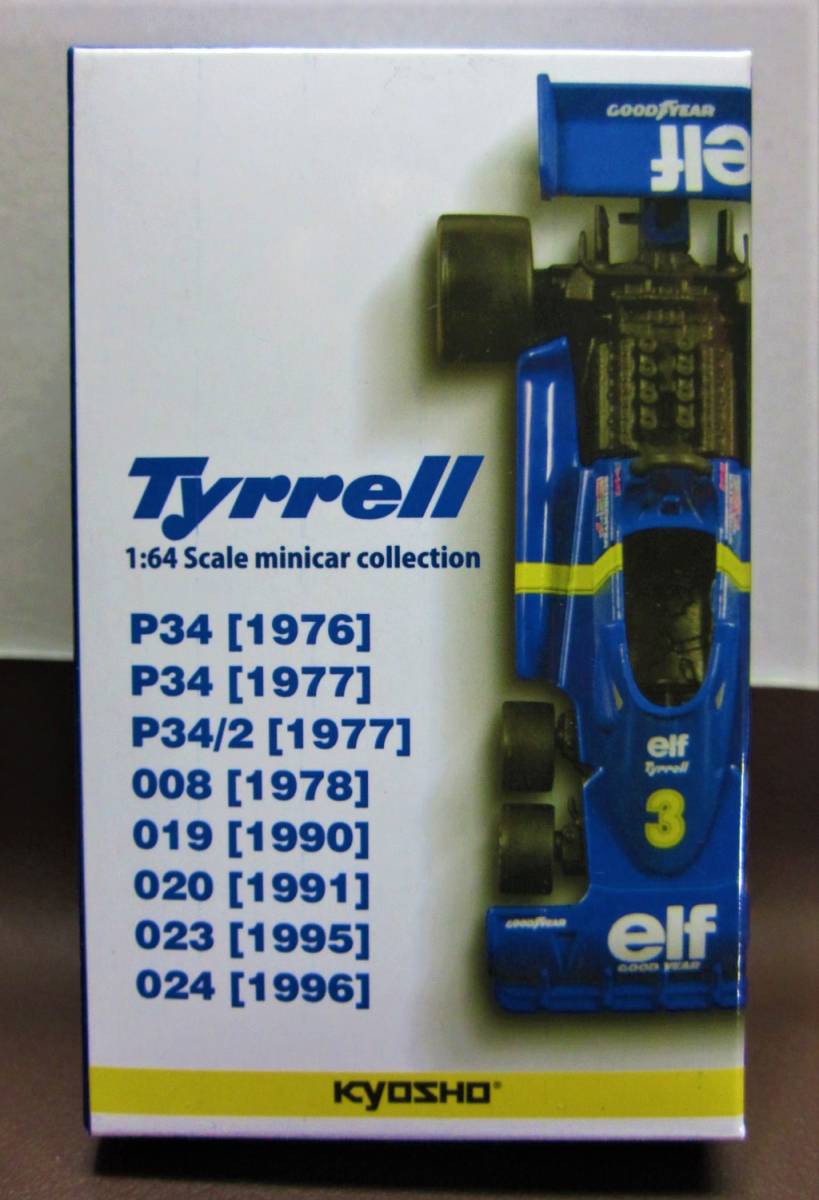 GOODYEAR
elf
Tyrrell
1:64 Scale minicar collection
P34 [1976]
P34 [1977]
P34/2 [1977]
008 [1978]
019 [1990]
020 [1991]
023 [1995]
024 [1996]
elf
Tyrrell
3
GOODYEAR
elf
GOOD YEAR
KYOSHO®